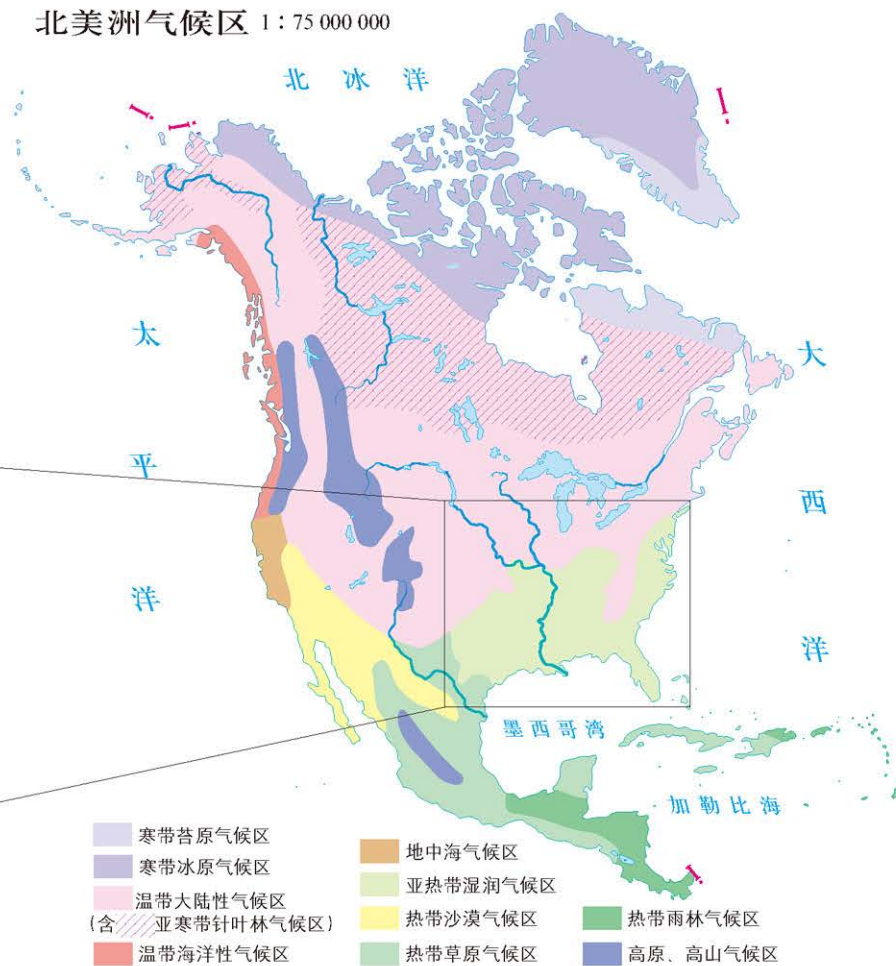 北美洲气候区 1：75 000 000
北冰洋
太平洋
大西洋
墨西哥湾
加勒比海
寒带苔原气候区
寒带冰原气候区
温带大陆性气候区
(含 亚寒带针叶林气候区)
温带海洋性气候区
地中海气候区
亚热带湿润气候区
热带沙漠气候区
热带草原气候区
热带雨林气候区
高原、高山气候区